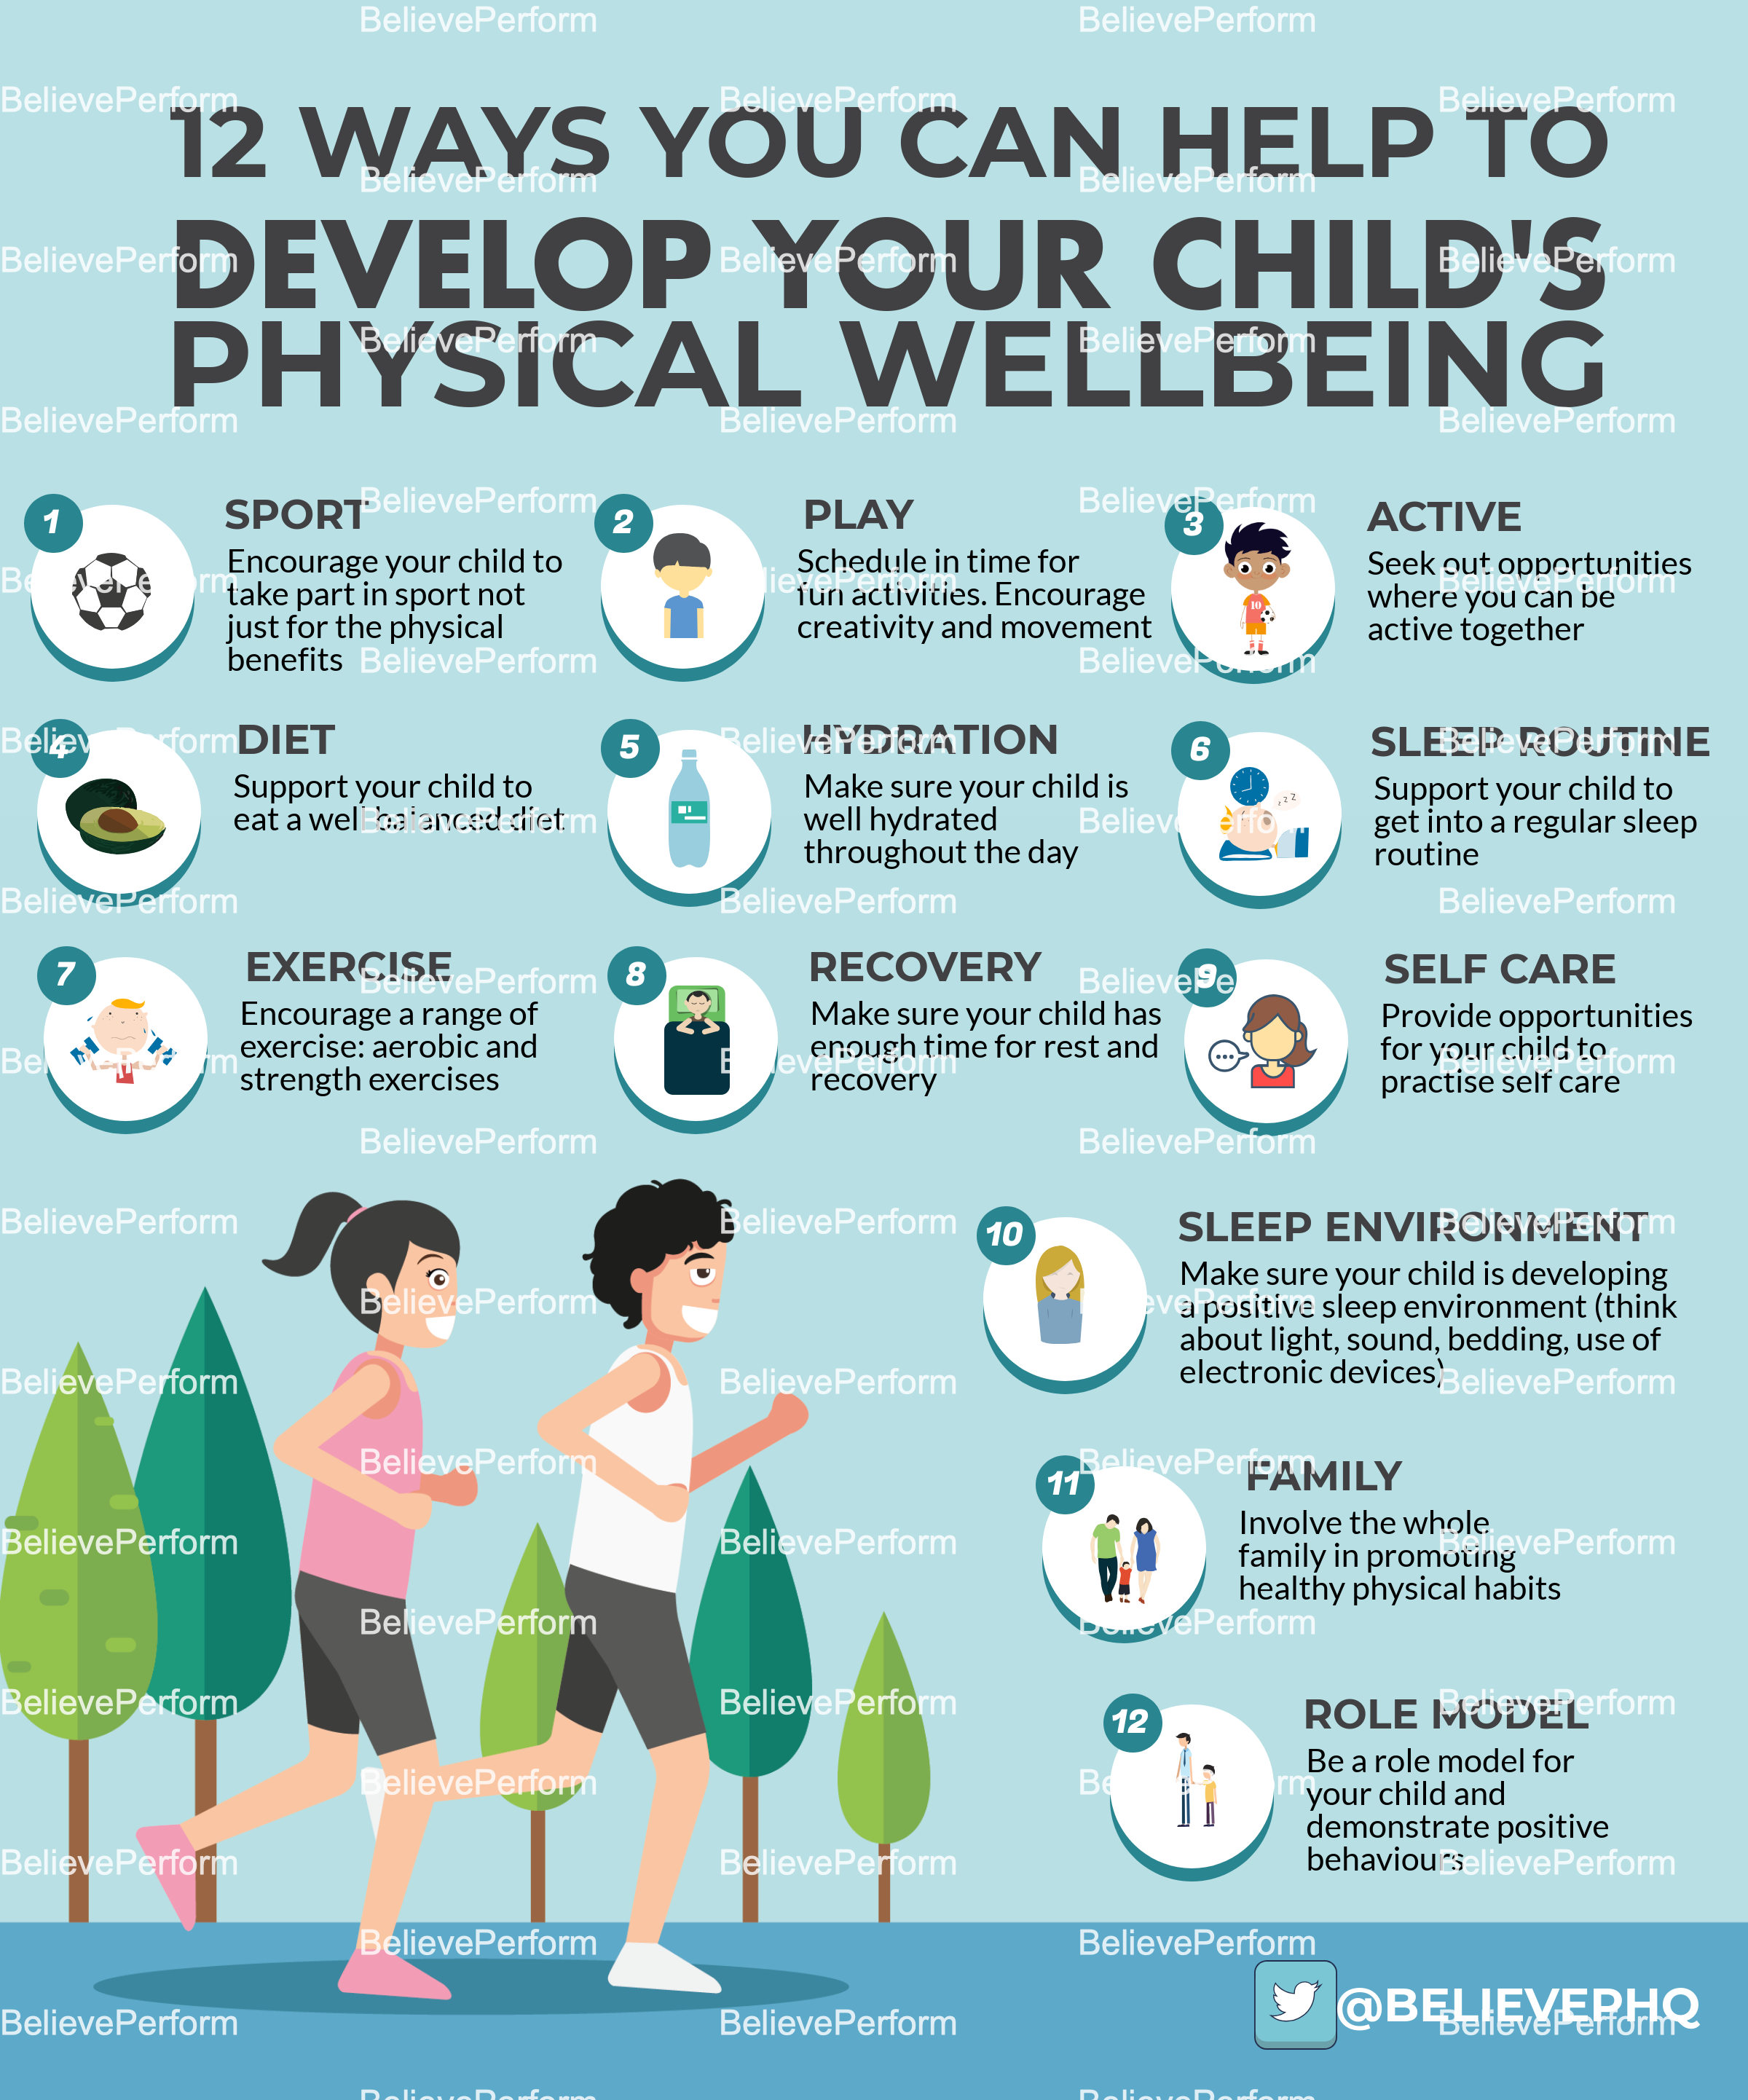 12 WAYS YOU CAN HELP TO
DEVELOP YOUR CHILD'S
PHYSICAL WELLBEING
1
SPORT
Encourage your child to
take part in sport not
just for the physical
benefits
2
PLAY
Schedule in time for
fun activities. Encourage
creativity and movement
3
ACTIVE
Seek out opportunities
where you can be
active together
10
4
DIET
Support your child to
eat a well balanced diet
5
HYDRATION
Make sure your child is
well hydrated
throughout the day
6
SLEEP ROUTINE
Support your child to
get into a regular sleep
routine
z z Z
7
EXERCISE
Encourage a range of
exercise: aerobic and
strength exercises
8
RECOVERY
Make sure your child has
enough time for rest and
recovery
9
SELF CARE
Provide opportunities
for your child to
practise self care
10
SLEEP ENVIRONMENT
Make sure your child is developing
a positive sleep environment (think
about light, sound, bedding, use of
electronic devices)
11
FAMILY
Involve the whole
family in promoting
healthy physical habits
12
ROLE MODEL
Be a role model for
your child and
demonstrate positive
behaviours
@BELIEVEPHQ
BelievePerform